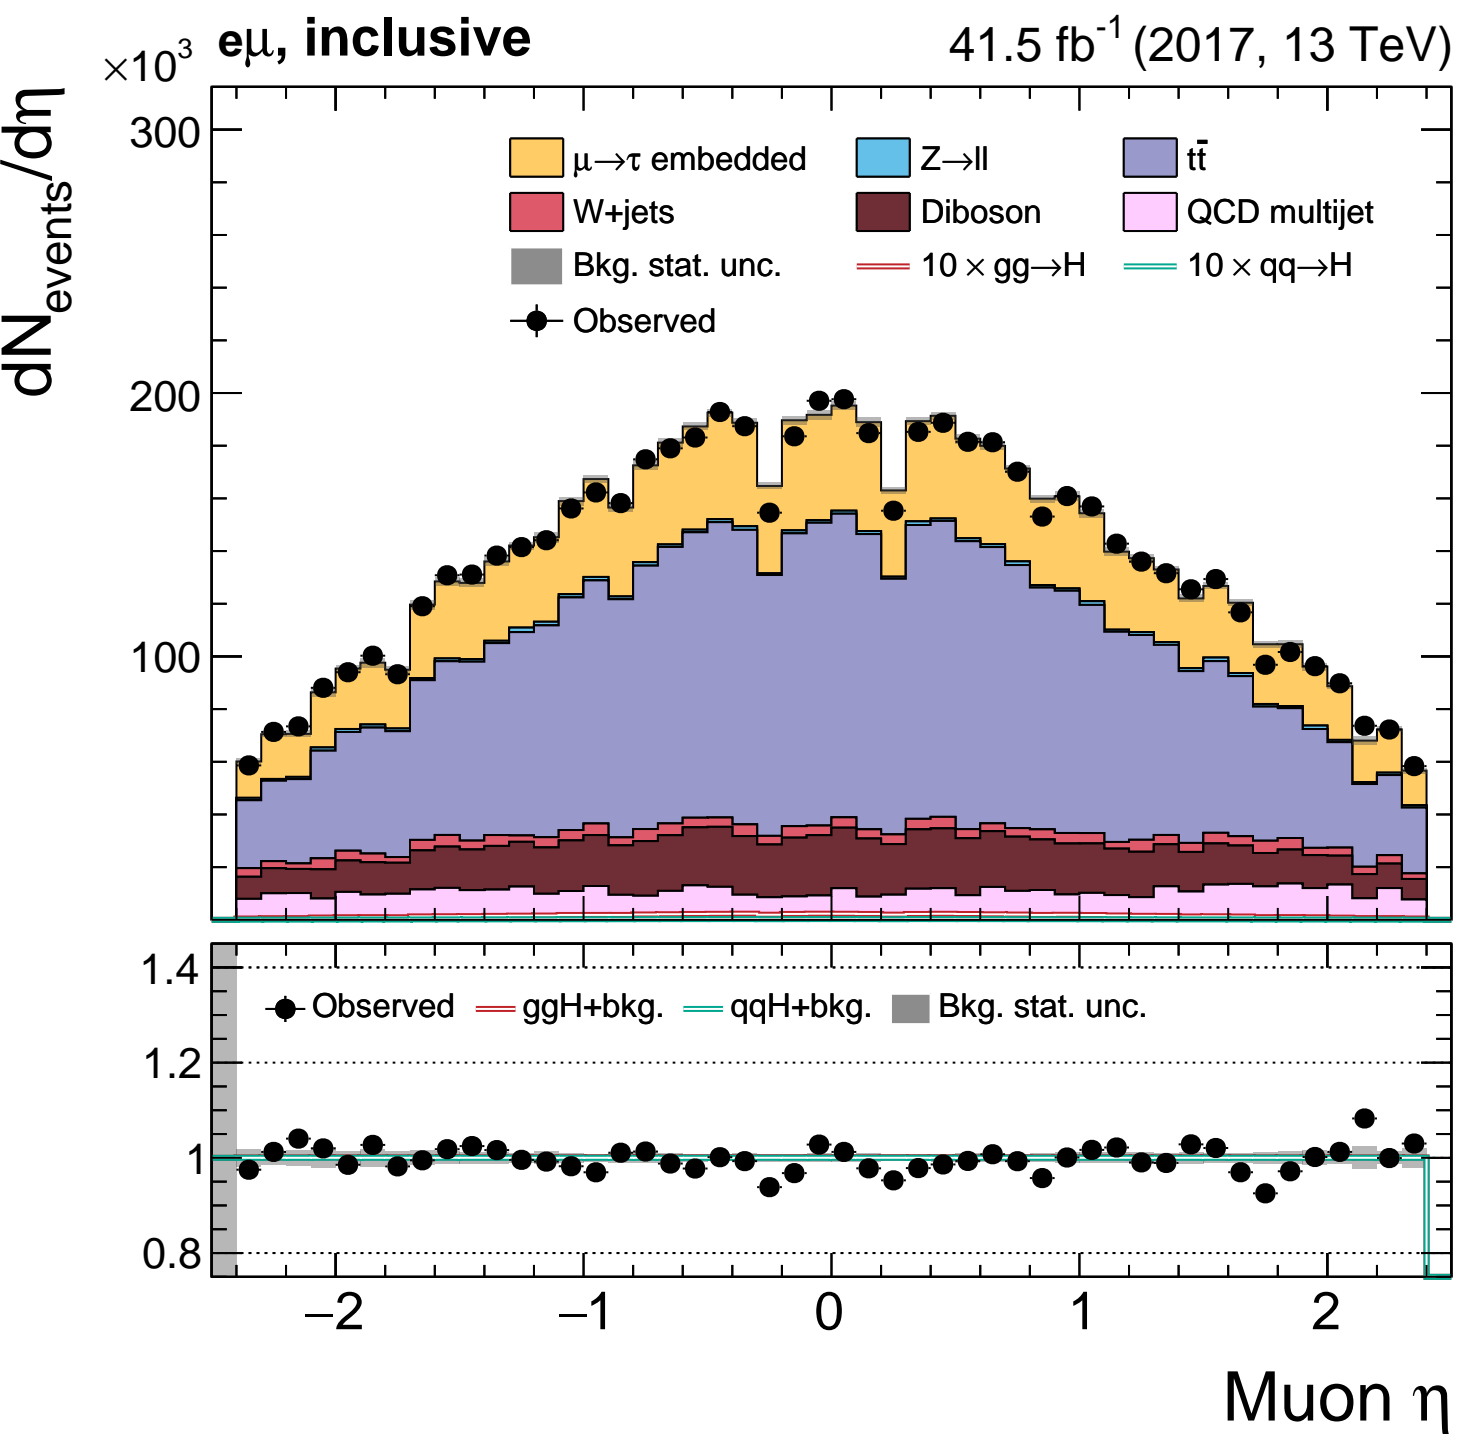 ×10³ eμ, inclusive 41.5 fb⁻¹ (2017, 13 TeV)
dN_events/dη
300
μ→τ embedded Z→ll tt̄
W+jets Diboson QCD multijet
Bkg. stat. unc. 10 × gg→H 10 × qq→H
Observed
200
100
1.4
Observed ggH+bkg. qqH+bkg. Bkg. stat. unc.
1.2
1
0.8
−2 −1 0 1 2
Muon η